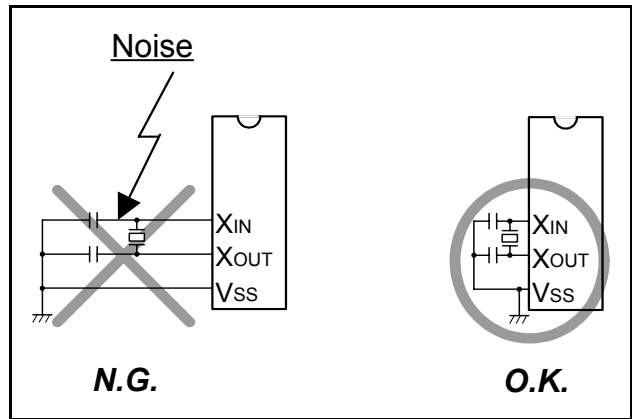 Noise
XIN
XOUT
VSS
N.G.
XIN
XOUT
VSS
O.K.